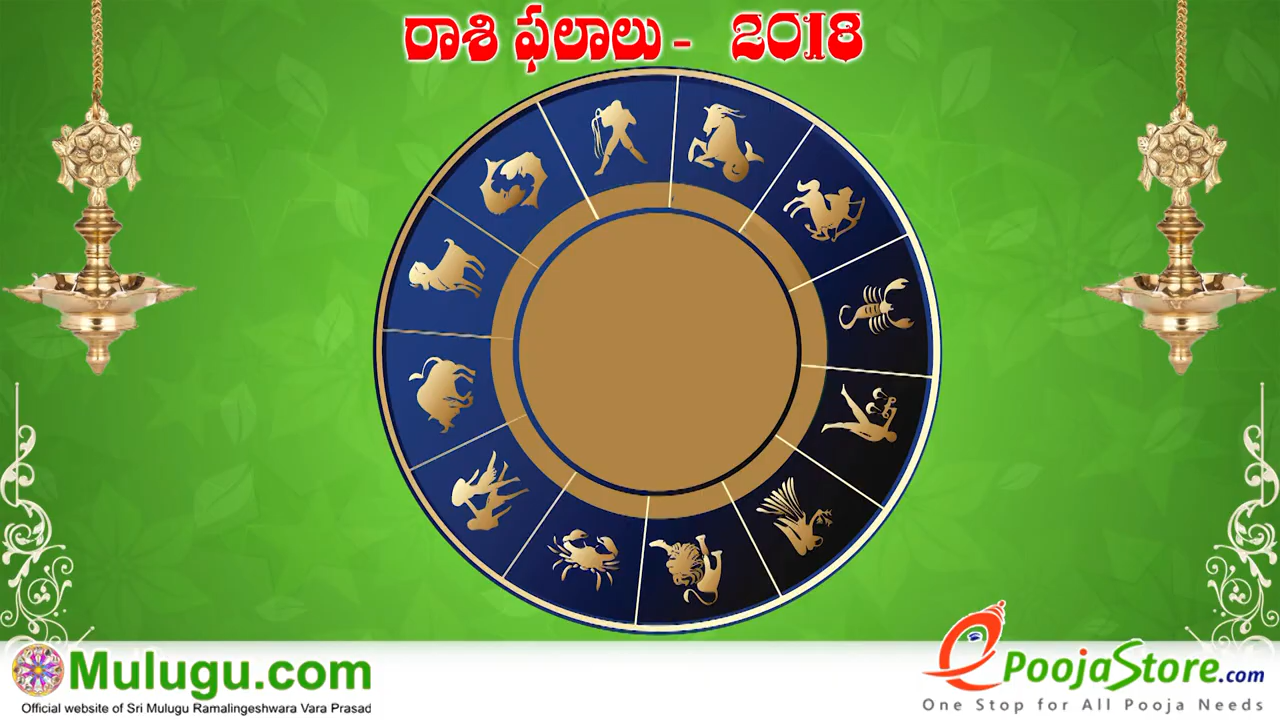 రాశి ఫలాలు - 2018
Mulugu.com
Official website of Sri Mulugu Ramalingeshwara Vara Prasad
ePoojaStore.com
One Stop for All Pooja Needs